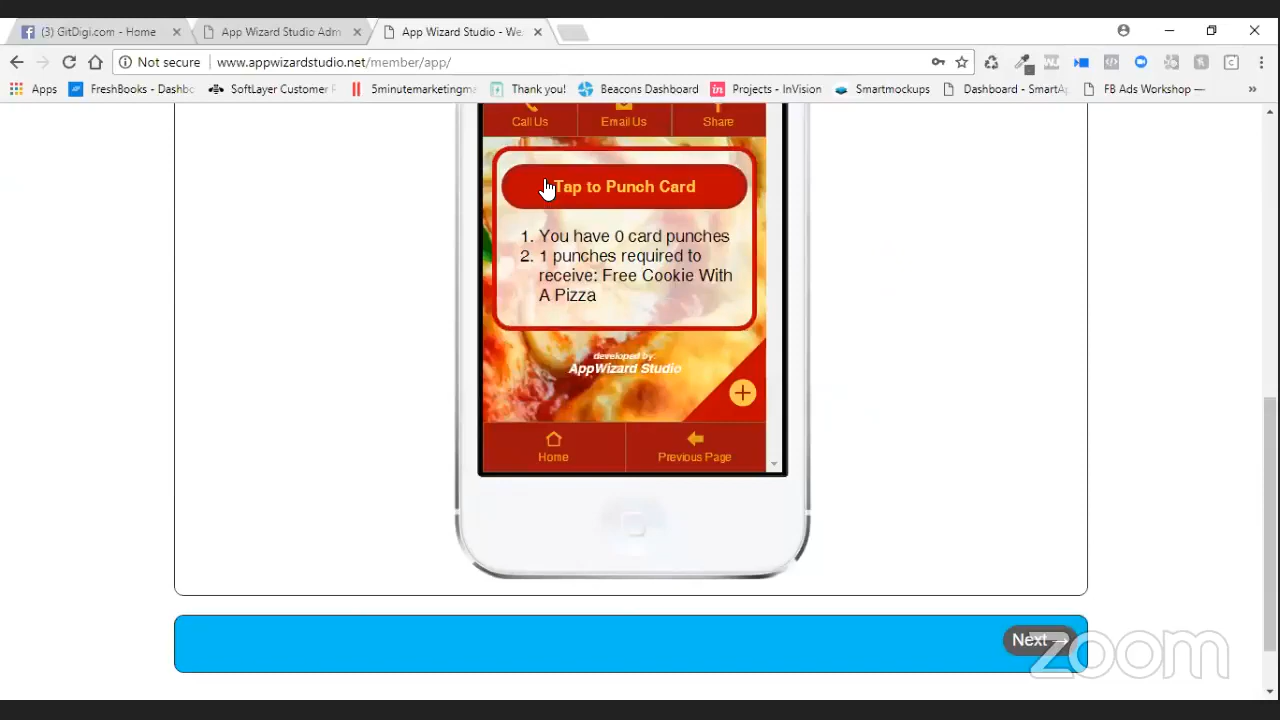 (3) GitDigi.com - Home
App Wizard Studio Adm
App Wizard Studio - We
Not secure
www.appwizardstudio.net/member/app/
Apps
FreshBooks - Dashbo
SoftLayer Customer P
5minutemarketingma
Thank you!
Beacons Dashboard
Projects - InVision
Smartmockups
Dashboard - SmartA
FB Ads Workshop —
»
Call Us
Email Us
Share
Tap to Punch Card
1. You have 0 card punches
2. 1 punches required to
receive: Free Cookie With
A Pizza
developed by:
AppWizard Studio
Home
Previous Page
Next →
zoom